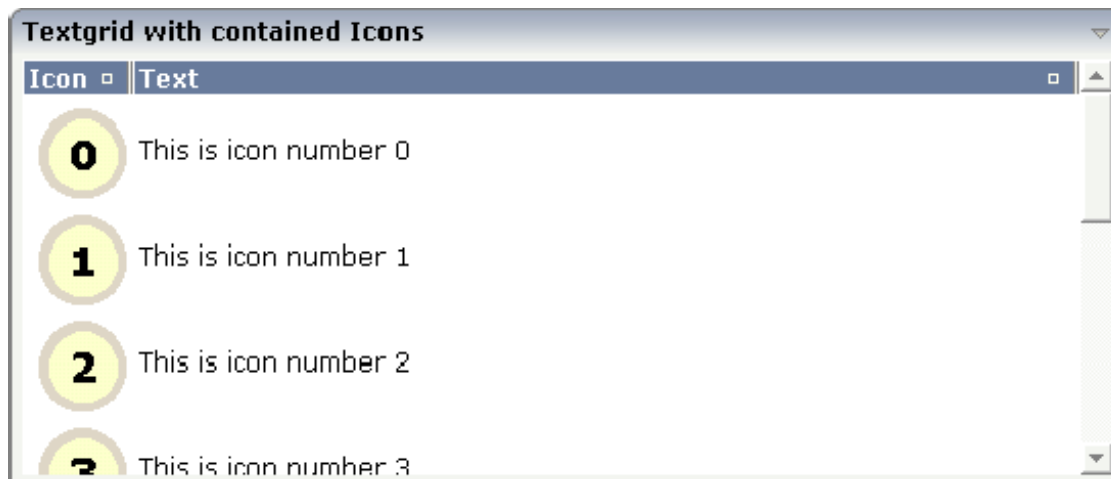 Textgrid with contained Icons
Icon Text
0 This is icon number 0
1 This is icon number 1
2 This is icon number 2
3 This is icon number 3